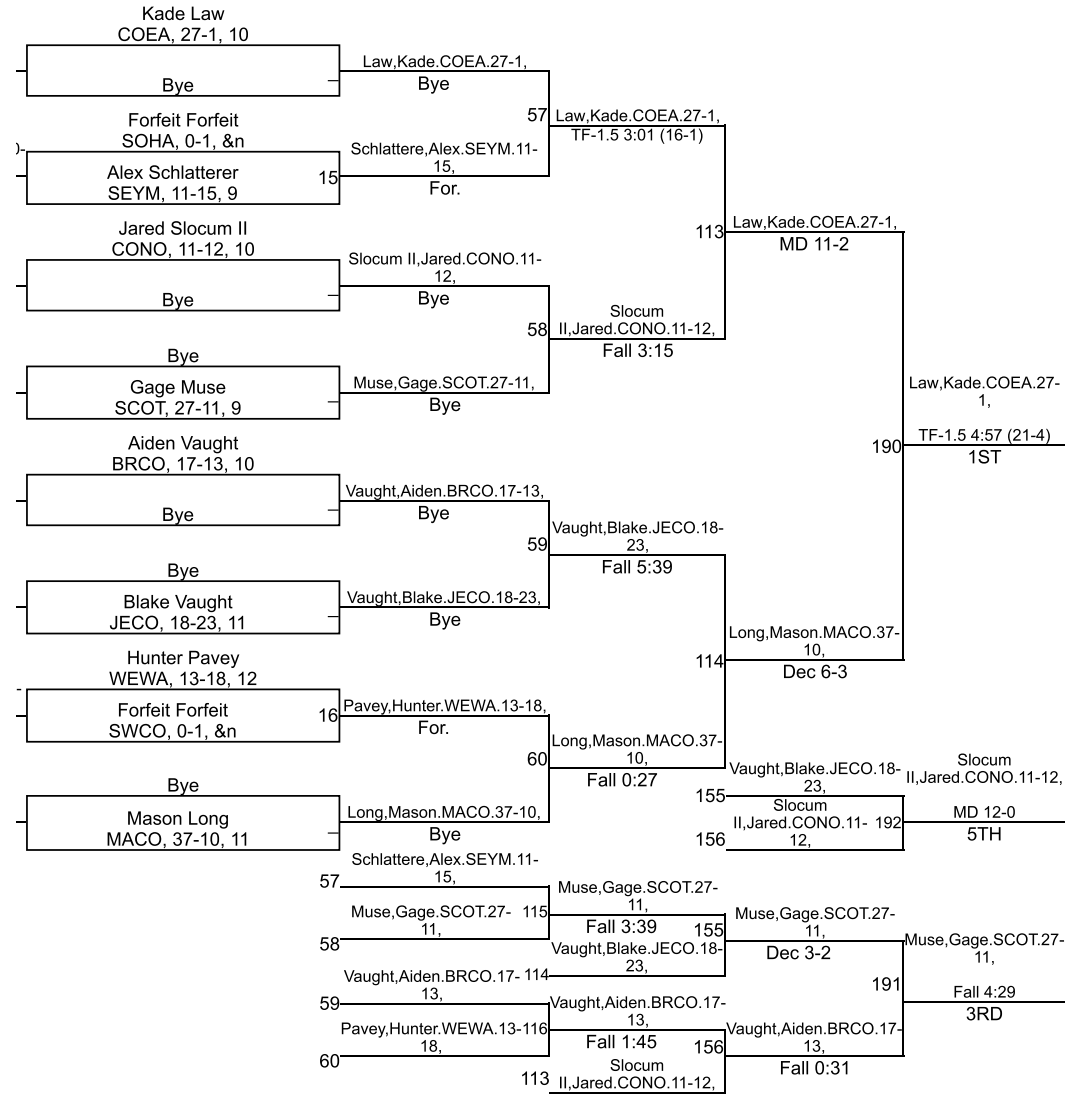 Kade Law
COEA, 27-1, 10
Bye
Forfeit Forfeit
SOHA, 0-1, &n
Alex Schlatterer
SEYM, 11-15, 9
15
Jared Slocum II
CONO, 11-12, 10
Bye
Bye
Gage Muse
SCOT, 27-11, 9
Aiden Vaught
BRCO, 17-13, 10
Bye
Bye
Blake Vaught
JECO, 18-23, 11
Hunter Pavey
WEWA, 13-18, 12
Forfeit Forfeit
SWCO, 0-1, &n
16
Bye
Mason Long
MACO, 37-10, 11
Law,Kade.COEA.27-1,
Bye
57
Schlattere,Alex.SEYM.11-
15,
For.
Slocum II,Jared.CONO.11-
12,
Bye
58
Muse,Gage.SCOT.27-11,
Bye
Vaught,Aiden.BRCO.17-13,
Bye
59
Vaught,Blake.JECO.18-23,
Bye
Pavey,Hunter.WEWA.13-18,
For.
60
Long,Mason.MACO.37-10,
Bye
Law,Kade.COEA.27-1,
TF-1.5 3:01 (16-1)
113
Slocum
II,Jared.CONO.11-12,
Fall 3:15
Vaught,Blake.JECO.18-
23,
Fall 5:39
114
Long,Mason.MACO.37-
10,
Fall 0:27
Law,Kade.COEA.27-1,
MD 11-2
190
Long,Mason.MACO.37-
10,
Dec 6-3
Law,Kade.COEA.27-
1,
TF-1.5 4:57 (21-4)
1ST
155
Vaught,Blake.JECO.18-
23,
156
Slocum
II,Jared.CONO.11-
12,
192
Slocum
II,Jared.CONO.11-12,
MD 12-0
5TH
57
Schlattere,Alex.SEYM.11-
15,
58
Muse,Gage.SCOT.27-
11,
115
Muse,Gage.SCOT.27-
11,
Fall 3:39
114
Vaught,Blake.JECO.18-
23,
155
Muse,Gage.SCOT.27-
11,
Dec 3-2
59
Vaught,Aiden.BRCO.17-
13,
60
Pavey,Hunter.WEWA.13-
18,
116
Vaught,Aiden.BRCO.17-
13,
Fall 1:45
113
Slocum
II,Jared.CONO.11-12,
156
Vaught,Aiden.BRCO.17-
13,
Fall 0:31
191
Muse,Gage.SCOT.27-
11,
Fall 4:29
3RD